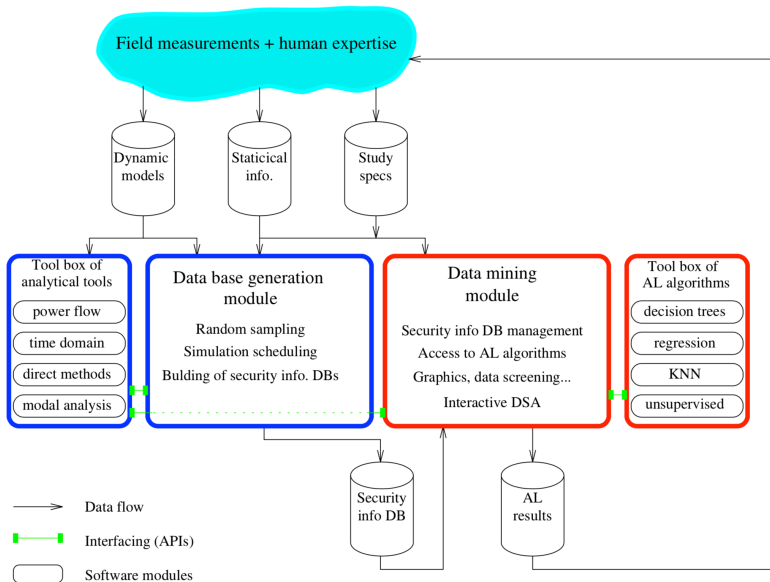 Field measurements + human expertise
Dynamic
models
Staticical
info.
Study
specs
Tool box of
analytical tools
power flow
time domain
direct methods
modal analysis
Data base generation
module
Random sampling
Simulation scheduling
Bulding of security info. DBs
Data mining
module
Security info DB management
Access to AL algorithms
Graphics, data screening...
Interactive DSA
Tool box of
AL algorithms
decision trees
regression
KNN
unsupervised
Security
info DB
AL
results
Data flow
Interfacing (APIs)
Software modules